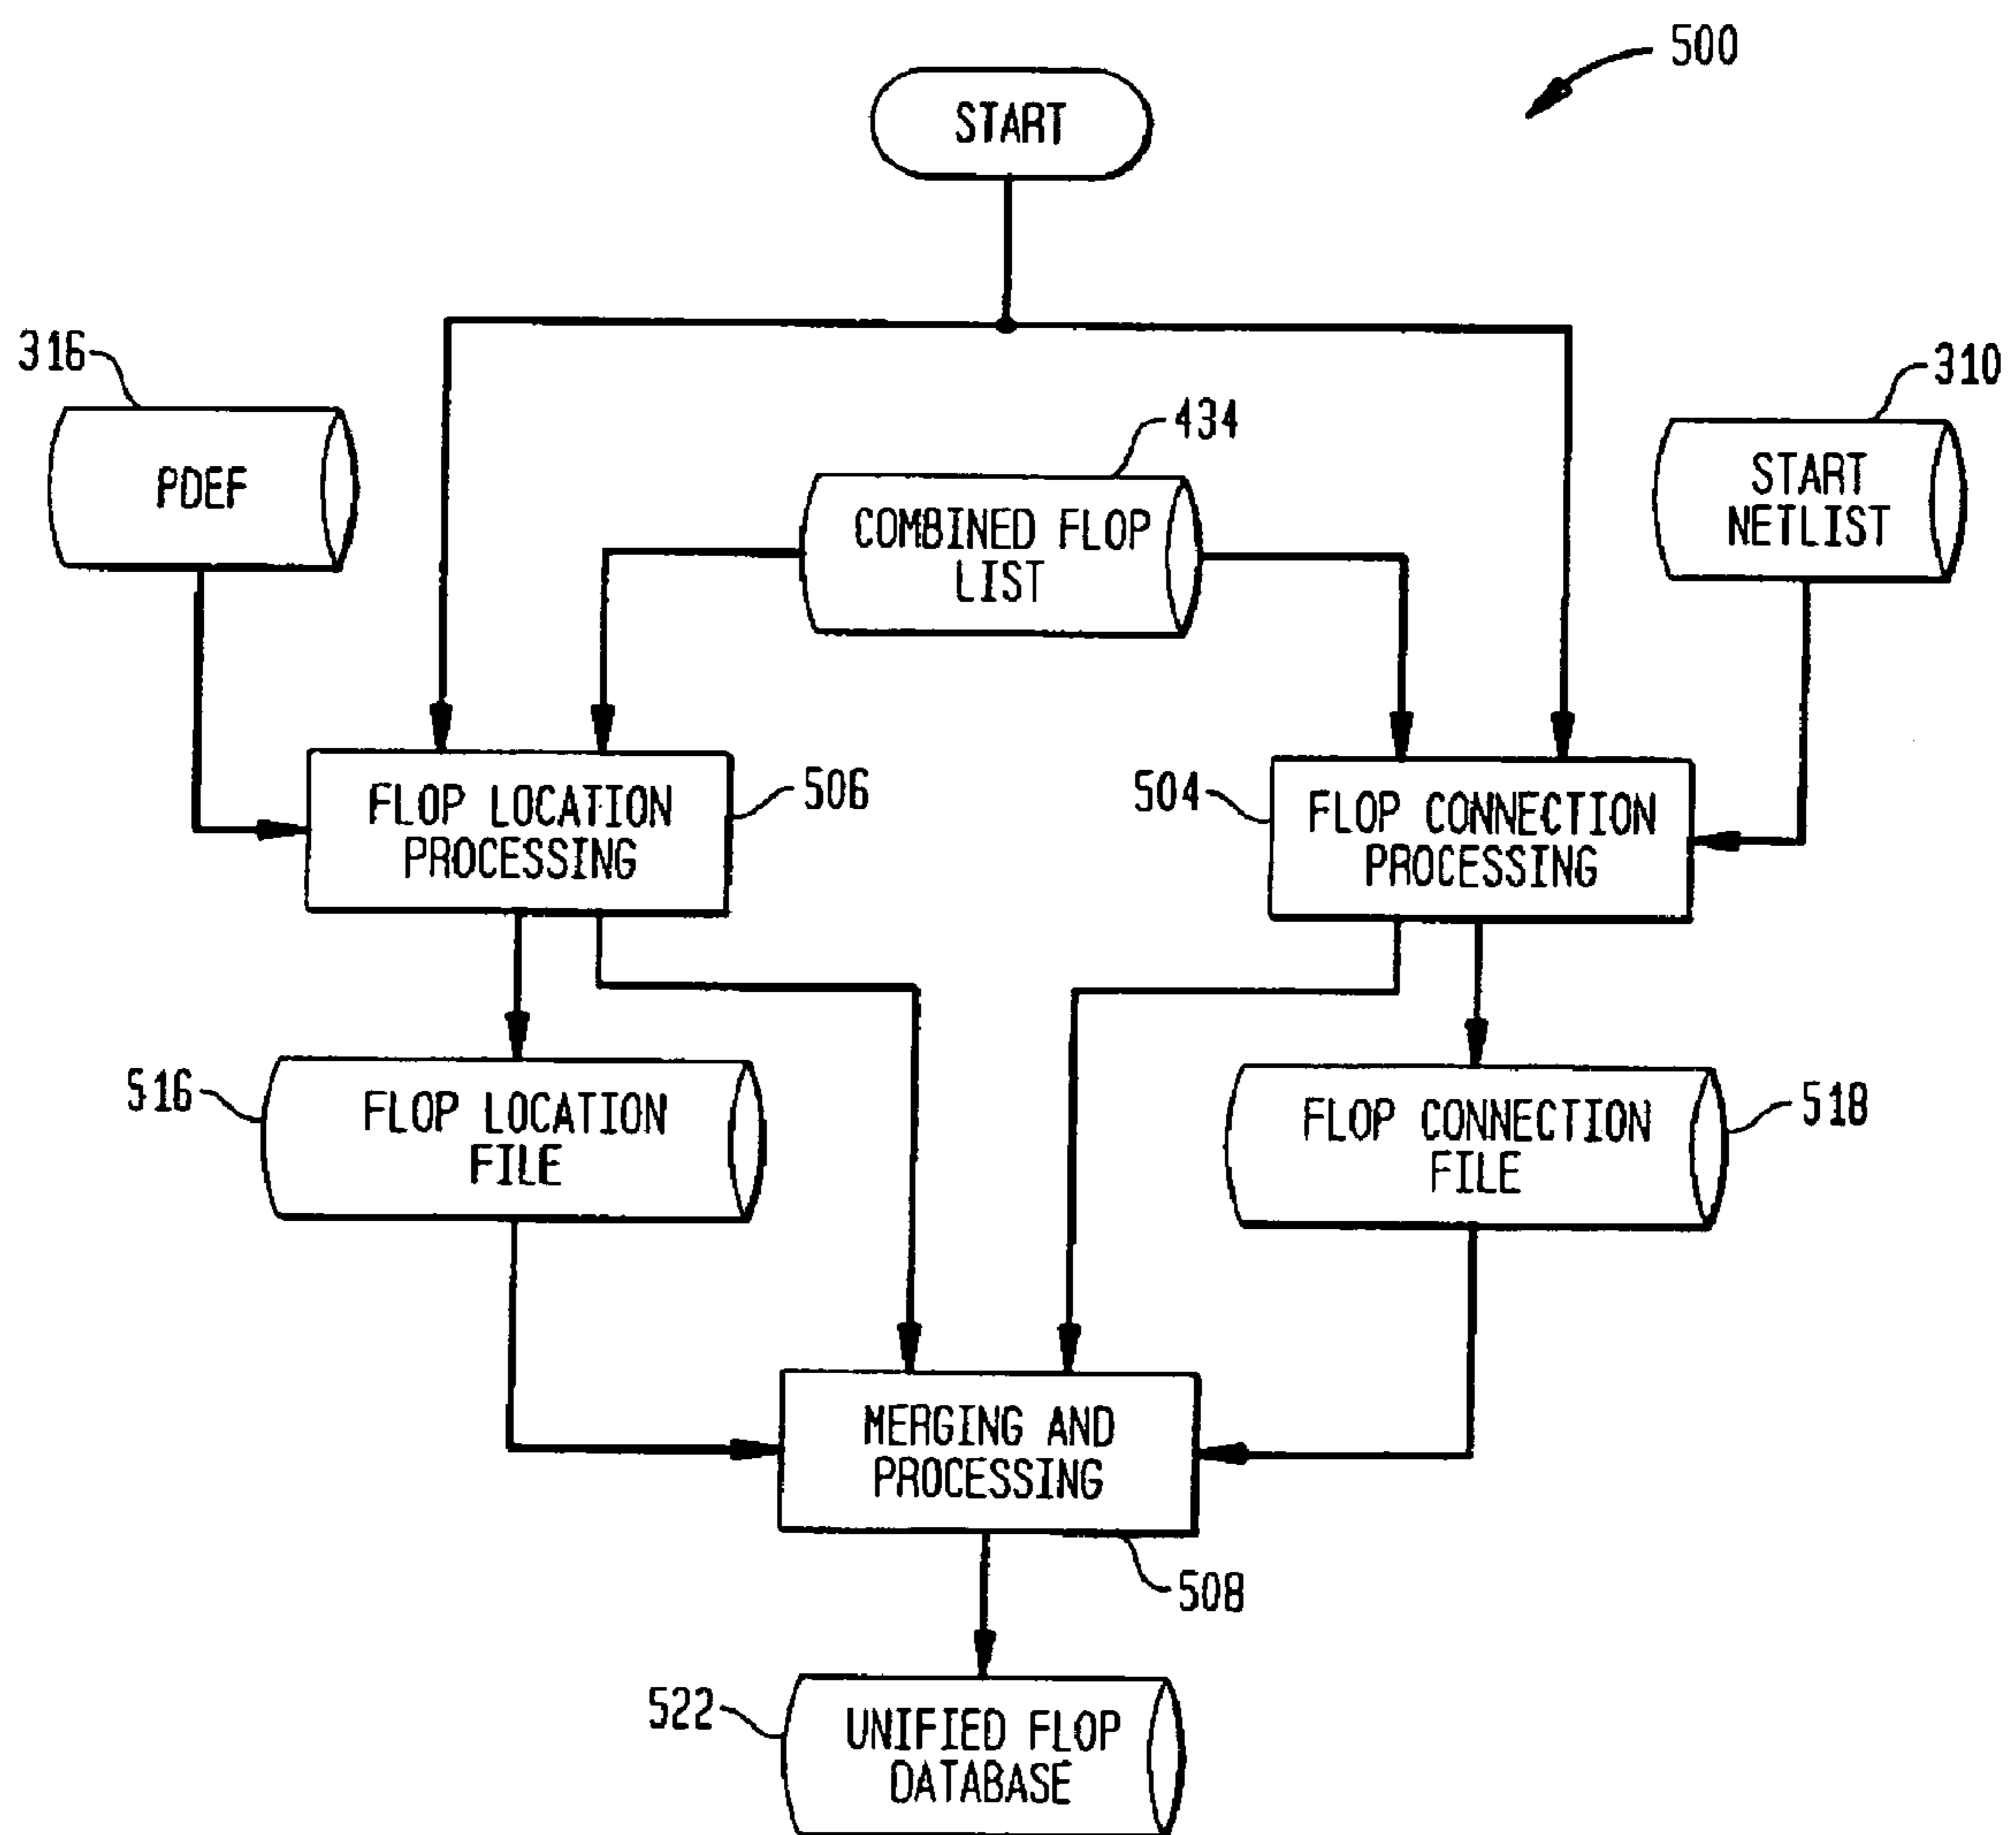 500
START
316
310
434
PDEF
COMBINED FLOP
LIST
START
NETLIST
506
504
FLOP LOCATION
PROCESSING
FLOP CONNECTION
PROCESSING
516
FLOP LOCATION
FILE
FLOP CONNECTION
FILE
518
MERGING AND
PROCESSING
508
522
UNIFIED FLOP
DATABASE